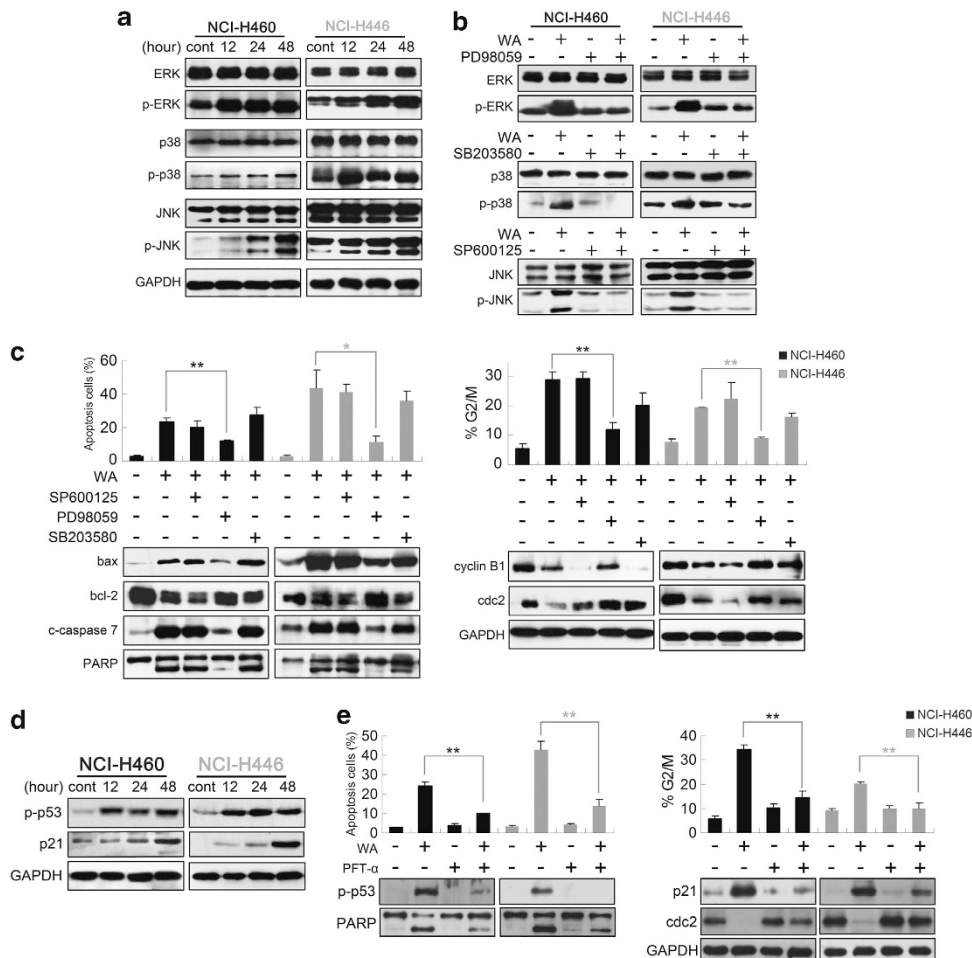 a
NCI-H460 NCI-H446
(hour) cont 12 24 48 cont 12 24 48
ERK
p-ERK
p38
p-p38
JNK
p-JNK
GAPDH
b
NCI-H460 NCI-H446
WA - + - + - + - +
PD98059 - - + + - - + +
ERK
p-ERK
WA - + - + - + - +
SB203580 - - + + - - + +
p38
p-p38
WA - + - + - + - +
SP600125 - - + + - - + +
JNK
p-JNK
c
Apoptosis cells (%)
60
40
20
0
** *
WA - + + + + - + + + +
SP600125 - - + - - - - + - -
PD98059 - - - + - - - - + -
SB203580 - - - - + - - - - +
bax
bcl-2
c-caspase 7
PARP
% G2/M
30
20
10
0
** **
NCI-H460
NCI-H446
- + + + + - + + + +
- - + - - - - + - -
- - - + - - - - + -
- - - - + - - - - +
cyclin B1
cdc2
GAPDH
d
NCI-H460 NCI-H446
(hour) cont 12 24 48 cont 12 24 48
p-p53
p21
GAPDH
e
Apoptosis cells (%)
50
40
30
20
10
0
** **
WA - + - + - + - +
PFT-α - - + + - - + +
p-p53
PARP
% G2/M
40
30
20
10
0
** **
NCI-H460
NCI-H446
- + - + - + - +
- - + + - - + +
p21
cdc2
GAPDH